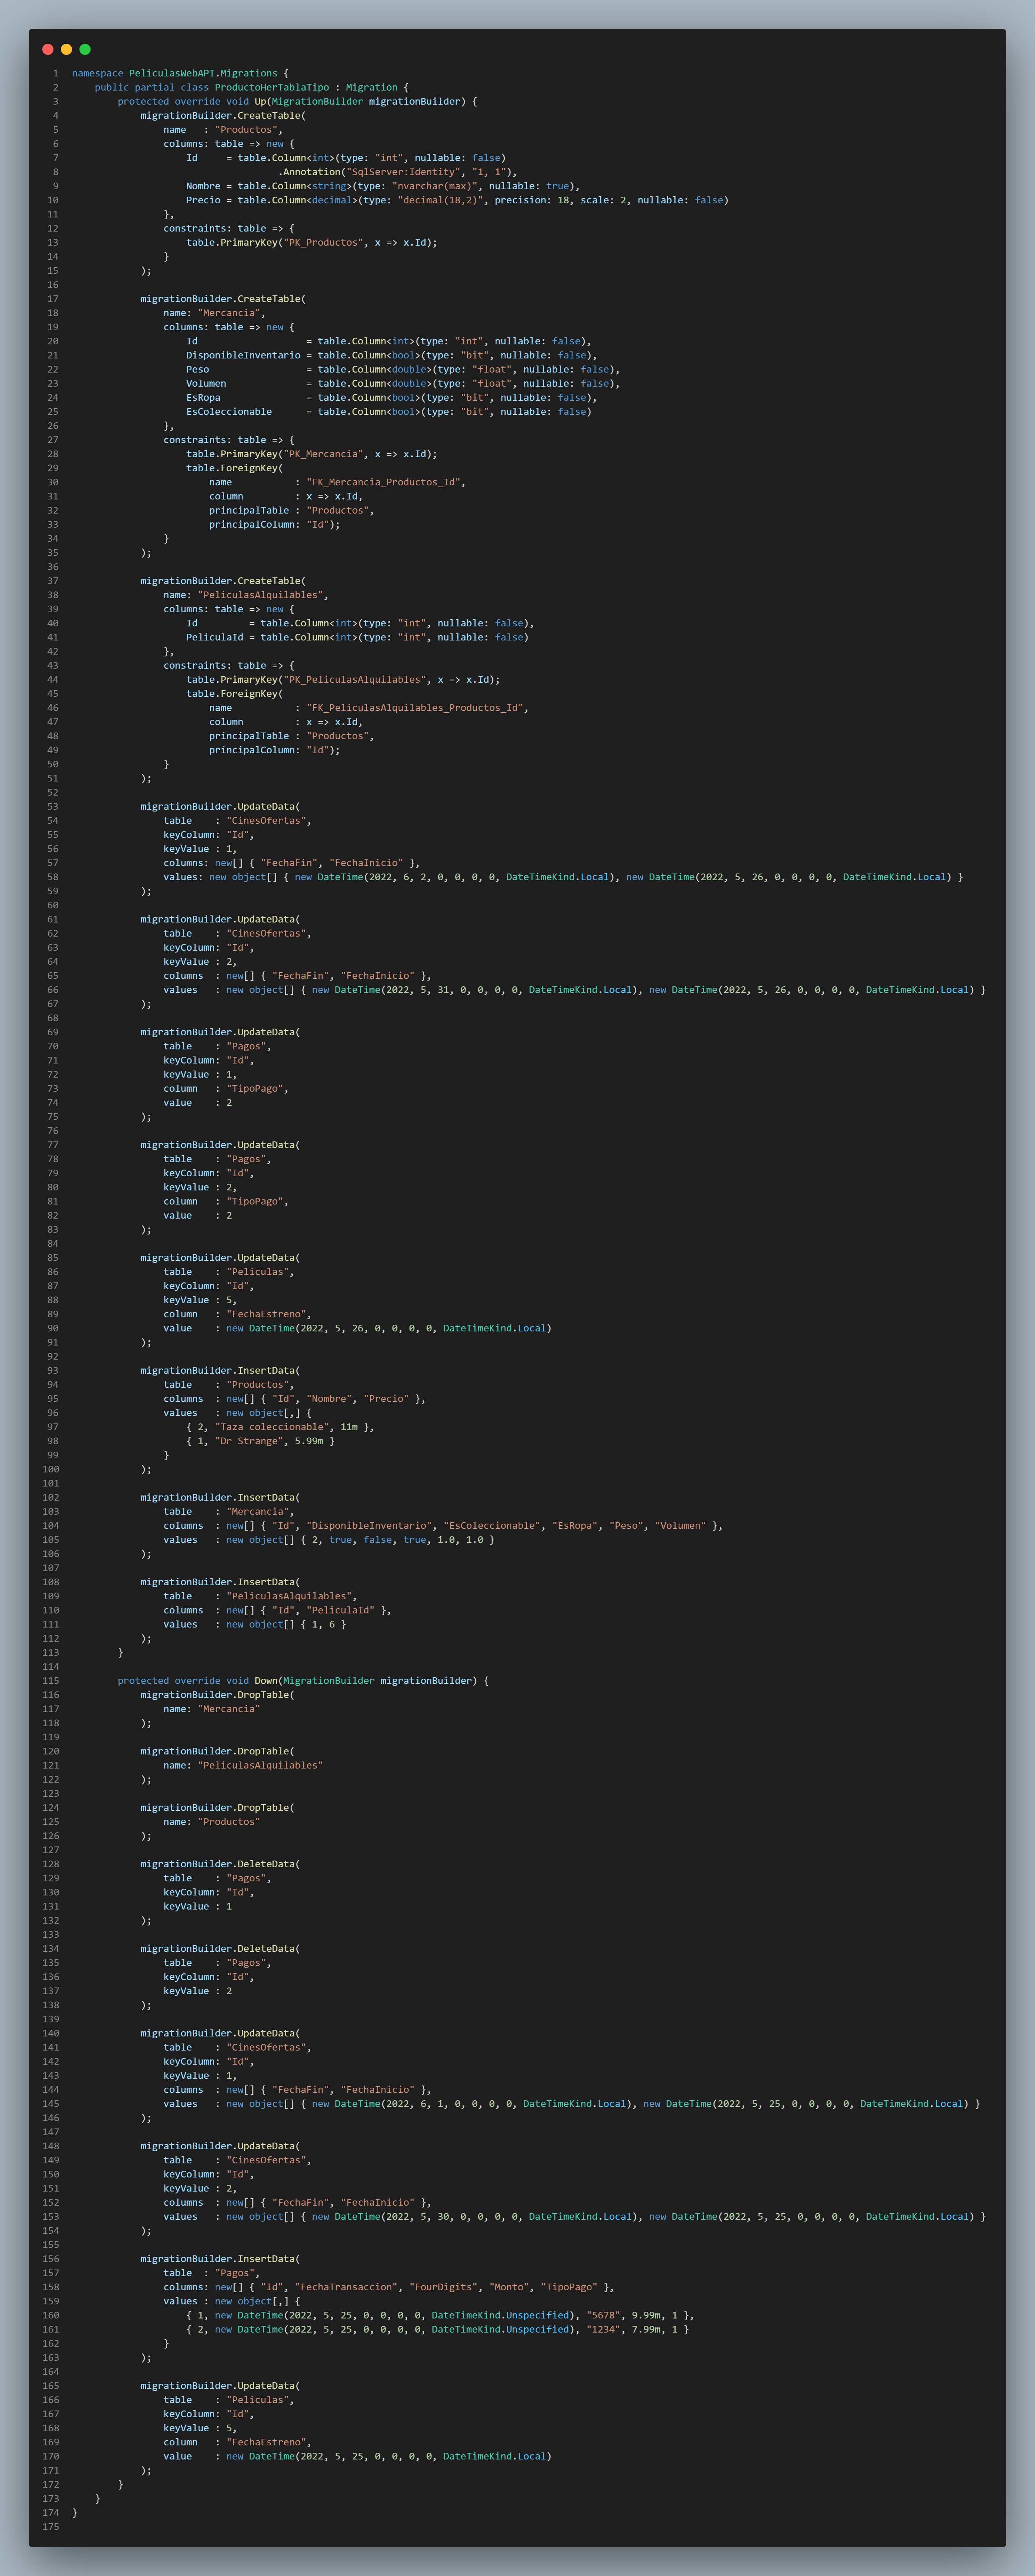 1 namespace PeliculasWebAPI.Migrations {
2     public partial class ProductoHerTablaTipo : Migration {
3         protected override void Up(MigrationBuilder migrationBuilder) {
4             migrationBuilder.CreateTable(
5                 name   : "Productos",
6                 columns: table => new {
7                     Id     = table.Column<int>(type: "int", nullable: false)
8                                     .Annotation("SqlServer:Identity", "1, 1"),
9                     Nombre = table.Column<string>(type: "nvarchar(max)", nullable: true),
10                     Precio = table.Column<decimal>(type: "decimal(18,2)", precision: 18, scale: 2, nullable: false)
11                 },
12                 constraints: table => {
13                     table.PrimaryKey("PK_Productos", x => x.Id);
14                 }
15             );
16
17             migrationBuilder.CreateTable(
18                 name: "Mercancia",
19                 columns: table => new {
20                     Id                   = table.Column<int>(type: "int", nullable: false),
21                     DisponibleInventario = table.Column<bool>(type: "bit", nullable: false),
22                     Peso                 = table.Column<double>(type: "float", nullable: false),
23                     Volumen              = table.Column<double>(type: "float", nullable: false),
24                     EsRopa               = table.Column<bool>(type: "bit", nullable: false),
25                     EsColeccionable      = table.Column<bool>(type: "bit", nullable: false)
26                 },
27                 constraints: table => {
28                     table.PrimaryKey("PK_Mercancia", x => x.Id);
29                     table.ForeignKey(
30                         name           : "FK_Mercancia_Productos_Id",
31                         column         : x => x.Id,
32                         principalTable : "Productos",
33                         principalColumn: "Id");
34                 }
35             );
36
37             migrationBuilder.CreateTable(
38                 name: "PeliculasAlquilables",
39                 columns: table => new {
40                     Id         = table.Column<int>(type: "int", nullable: false),
41                     PeliculaId = table.Column<int>(type: "int", nullable: false)
42                 },
43                 constraints: table => {
44                     table.PrimaryKey("PK_PeliculasAlquilables", x => x.Id);
45                     table.ForeignKey(
46                         name           : "FK_PeliculasAlquilables_Productos_Id",
47                         column         : x => x.Id,
48                         principalTable : "Productos",
49                         principalColumn: "Id");
50                 }
51             );
52
53             migrationBuilder.UpdateData(
54                 table    : "CinesOfertas",
55                 keyColumn: "Id",
56                 keyValue : 1,
57                 columns: new[] { "FechaFin", "FechaInicio" },
58                 values: new object[] { new DateTime(2022, 6, 2, 0, 0, 0, 0, DateTimeKind.Local), new DateTime(2022, 5, 26, 0, 0, 0, 0, DateTimeKind.Local) }
59             );
60
61             migrationBuilder.UpdateData(
62                 table    : "CinesOfertas",
63                 keyColumn: "Id",
64                 keyValue : 2,
65                 columns  : new[] { "FechaFin", "FechaInicio" },
66                 values   : new object[] { new DateTime(2022, 5, 31, 0, 0, 0, 0, DateTimeKind.Local), new DateTime(2022, 5, 26, 0, 0, 0, 0, DateTimeKind.Local) }
67             );
68
69             migrationBuilder.UpdateData(
70                 table    : "Pagos",
71                 keyColumn: "Id",
72                 keyValue : 1,
73                 column   : "TipoPago",
74                 value    : 2
75             );
76
77             migrationBuilder.UpdateData(
78                 table    : "Pagos",
79                 keyColumn: "Id",
80                 keyValue : 2,
81                 column   : "TipoPago",
82                 value    : 2
83             );
84
85             migrationBuilder.UpdateData(
86                 table    : "Peliculas",
87                 keyColumn: "Id",
88                 keyValue : 5,
89                 column   : "FechaEstreno",
90                 value    : new DateTime(2022, 5, 26, 0, 0, 0, 0, DateTimeKind.Local)
91             );
92
93             migrationBuilder.InsertData(
94                 table    : "Productos",
95                 columns  : new[] { "Id", "Nombre", "Precio" },
96                 values   : new object[,] {
97                     { 2, "Taza coleccionable", 11m },
98                     { 1, "Dr Strange", 5.99m }
99                 }
100             );
101
102             migrationBuilder.InsertData(
103                 table    : "Mercancia",
104                 columns  : new[] { "Id", "DisponibleInventario", "EsColeccionable", "EsRopa", "Peso", "Volumen" },
105                 values   : new object[] { 2, true, false, true, 1.0, 1.0 }
106             );
107
108             migrationBuilder.InsertData(
109                 table    : "PeliculasAlquilables",
110                 columns  : new[] { "Id", "PeliculaId" },
111                 values   : new object[] { 1, 6 }
112             );
113         }
114
115         protected override void Down(MigrationBuilder migrationBuilder) {
116             migrationBuilder.DropTable(
117                 name: "Mercancia"
118             );
119
120             migrationBuilder.DropTable(
121                 name: "PeliculasAlquilables"
122             );
123
124             migrationBuilder.DropTable(
125                 name: "Productos"
126             );
127
128             migrationBuilder.DeleteData(
129                 table    : "Pagos",
130                 keyColumn: "Id",
131                 keyValue : 1
132             );
133
134             migrationBuilder.DeleteData(
135                 table    : "Pagos",
136                 keyColumn: "Id",
137                 keyValue : 2
138             );
139
140             migrationBuilder.UpdateData(
141                 table    : "CinesOfertas",
142                 keyColumn: "Id",
143                 keyValue : 1,
144                 columns  : new[] { "FechaFin", "FechaInicio" },
145                 values   : new object[] { new DateTime(2022, 6, 1, 0, 0, 0, 0, DateTimeKind.Local), new DateTime(2022, 5, 25, 0, 0, 0, 0, DateTimeKind.Local) }
146             );
147
148             migrationBuilder.UpdateData(
149                 table    : "CinesOfertas",
150                 keyColumn: "Id",
151                 keyValue : 2,
152                 columns  : new[] { "FechaFin", "FechaInicio" },
153                 values   : new object[] { new DateTime(2022, 5, 30, 0, 0, 0, 0, DateTimeKind.Local), new DateTime(2022, 5, 25, 0, 0, 0, 0, DateTimeKind.Local) }
154             );
155
156             migrationBuilder.InsertData(
157                 table  : "Pagos",
158                 columns: new[] { "Id", "FechaTransaccion", "FourDigits", "Monto", "TipoPago" },
159                 values : new object[,] {
160                     { 1, new DateTime(2022, 5, 25, 0, 0, 0, 0, DateTimeKind.Unspecified), "5678", 9.99m, 1 },
161                     { 2, new DateTime(2022, 5, 25, 0, 0, 0, 0, DateTimeKind.Unspecified), "1234", 7.99m, 1 }
162                 }
163             );
164
165             migrationBuilder.UpdateData(
166                 table    : "Peliculas",
167                 keyColumn: "Id",
168                 keyValue : 5,
169                 column   : "FechaEstreno",
170                 value    : new DateTime(2022, 5, 25, 0, 0, 0, 0, DateTimeKind.Local)
171             );
172         }
173     }
174 }
175